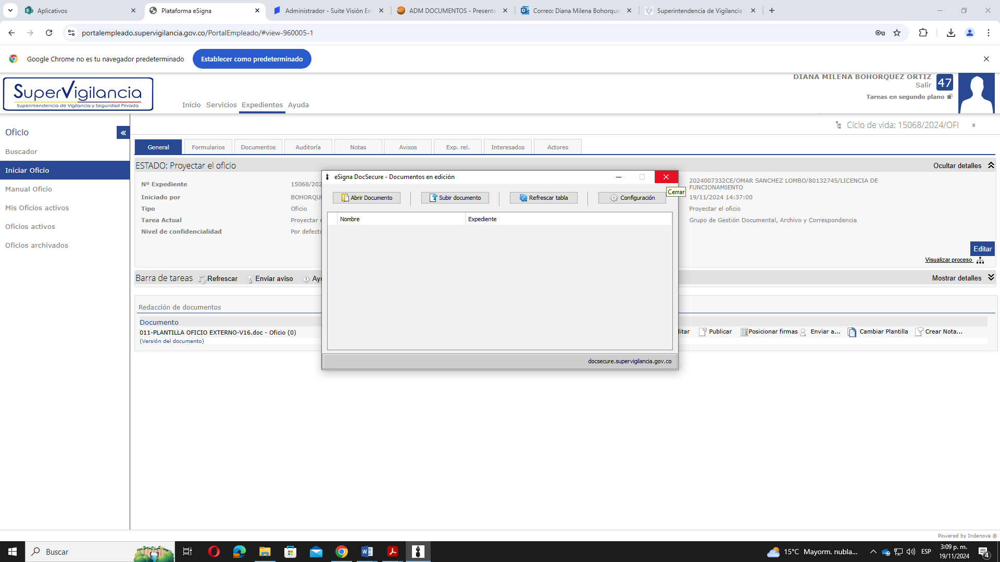 Aplicativos
Plataforma eSigna
Administrador - Suite Visión Em
ADM DOCUMENTOS - Presenta
Correo: Diana Milena Bohorque
Superintendencia de Vigilancia
portalempleado.supervigilancia.gov.co/PortalEmpleado/#view-960005-1
Google Chrome no es tu navegador predeterminado
Establecer como predeterminado
SuperVigilancia
Superintendencia de Vigilancia y Seguridad Privada
Inicio
Servicios
Expedientes
Ayuda
DIANA MILENA BOHORQUEZ ORTIZ
Salir
47
Tareas en segundo plano
Oficio
Buscador
Iniciar Oficio
Manual Oficio
Mis Oficios activos
Oficios activos
Oficios archivados
Ciclo de vida: 15068/2024/OFI
General
Formularios
Documentos
Auditoría
Notas
Avisos
Exp. rel.
Interesados
Actores
ESTADO: Proyectar el oficio
Ocultar detalles
Nº Expediente
15068/202
2024007332CE/OMAR SANCHEZ LOMBO/80132745/LICENCIA DE
FUNCIONAMIENTO
Iniciado por
BOHORQU
19/11/2024 14:37:00
Tipo
Oficio
Proyectar el oficio
Tarea Actual
Proyectar e
Grupo de Gestión Documental, Archivo y Correspondencia
Nivel de confidencialidad
Por defecto
Editar
Visualizar proceso
Barra de tareas
Refrescar
Enviar aviso
Ayu
Mostrar detalles
Redacción de documentos
Documento
011-PLANTILLA OFICIO EXTERNO-V16.doc - Oficio (0)
(Versión del documento)
ditar
Publicar
Posicionar firmas
Enviar a...
Cambiar Plantilla
Crear Nota...
eSigna DocSecure - Documentos en edición
Cerrar
Abrir Documento
Subir documento
Refrescar tabla
Configuración
Nombre
Expediente
docsecure.supervigilancia.gov.co
Powered by Indenova ®
Buscar
15°C Mayorm. nubla...
ESP
3:09 p. m.
19/11/2024
4